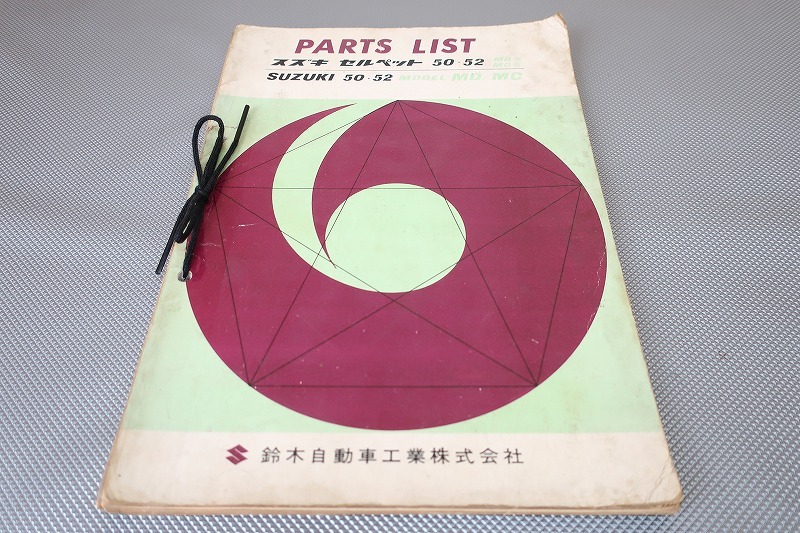 PARTS LIST
スズキ セルペット 50・52
SUZUKI 50・52 MODEL MD・MC
鈴木自動車工業株式会社